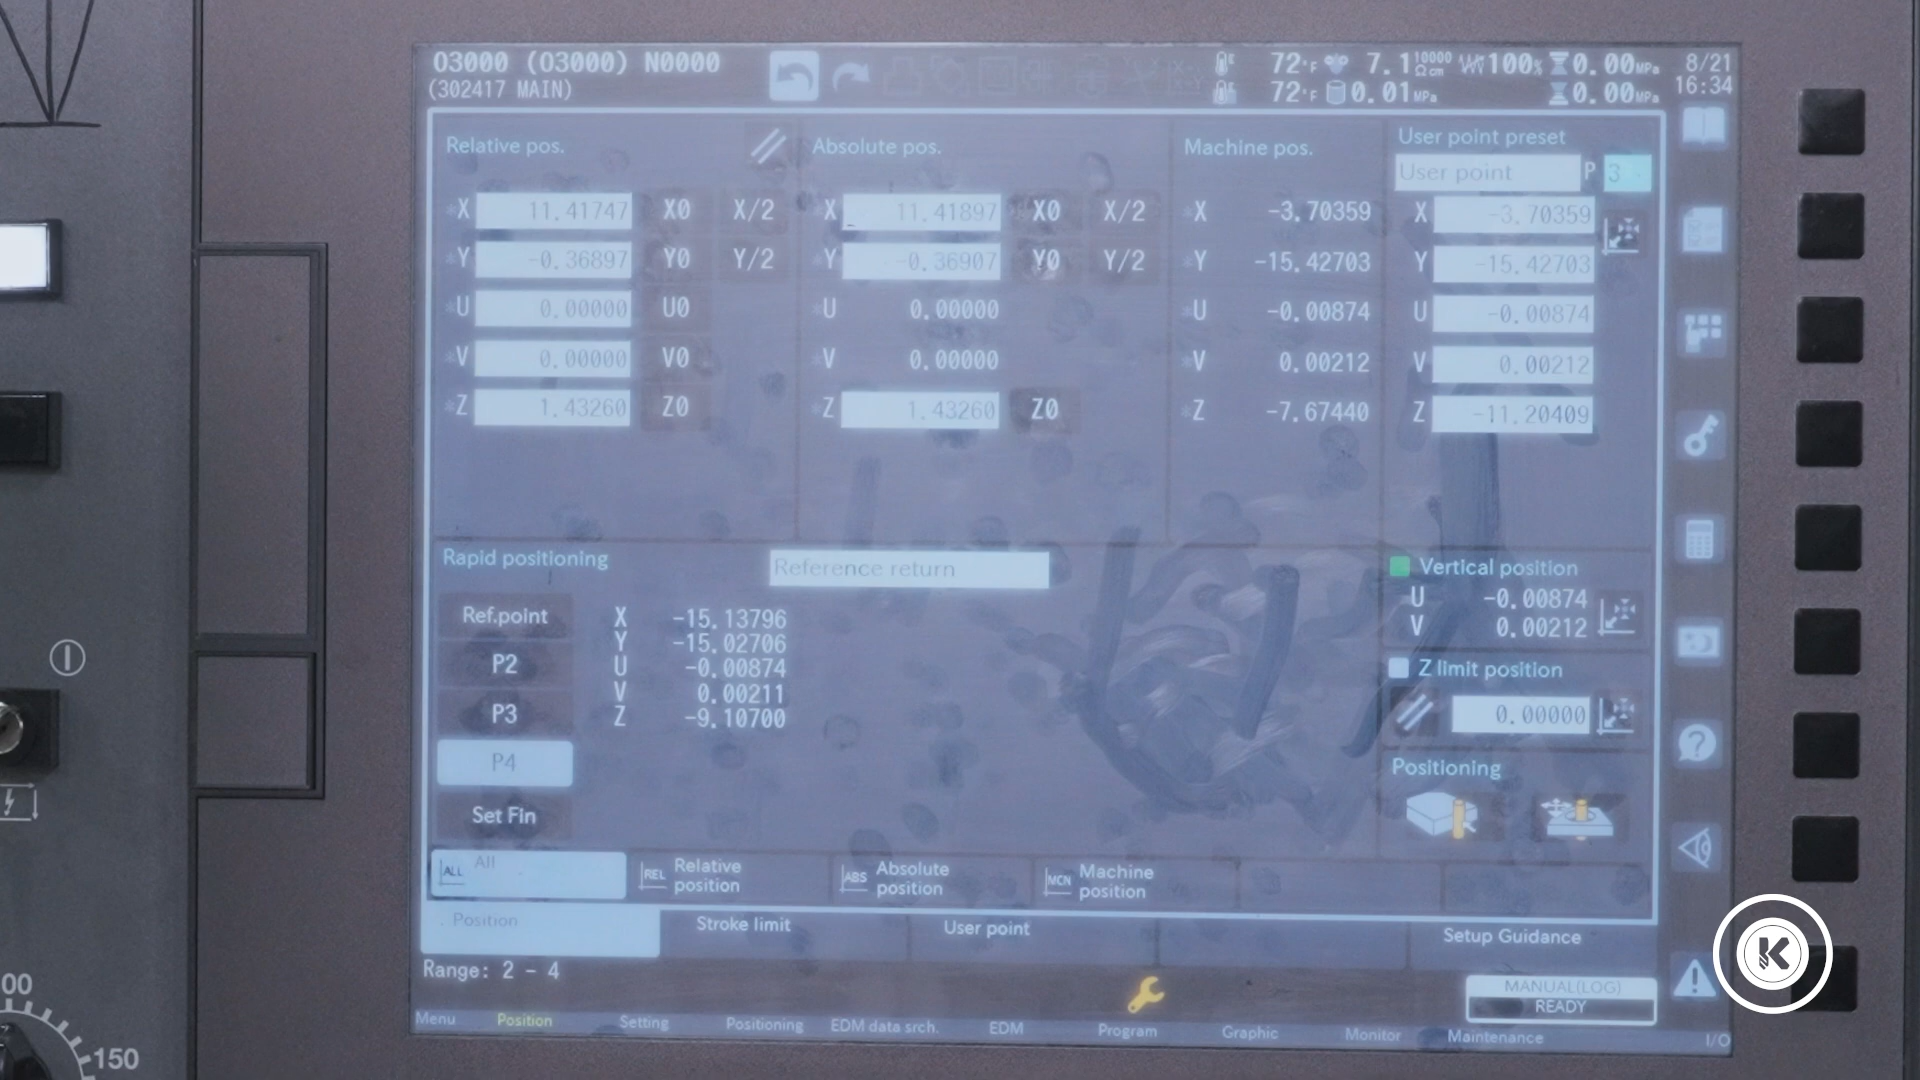 O3000 (O3000) N0000
(302417 MAIN)
72°F 7.1 10000 Ωcm 100% 0.00MPa
72°F 0.01MPa 0.00MPa
8/21
16:34
Relative pos.
X 11.41747 X0 X/2
Y -0.36897 Y0 Y/2
U 0.00000 U0
V 0.00000 V0
Z 1.43260 Z0
Absolute pos.
X 11.41897 X0 X/2
Y -0.36907 Y0 Y/2
U 0.00000
V 0.00000
Z 1.43260 Z0
Machine pos.
X -3.70359
Y -15.42703
U -0.00874
V 0.00212
Z -7.67440
User point preset
User point P 3
X -3.70359
Y -15.42703
U -0.00874
V 0.00212
Z -11.20409
Rapid positioning
Reference return
Ref.point
P2
P3
P4
Set Fin
X -15.13796
Y -15.02706
U -0.00874
V 0.00211
Z -9.10700
Vertical position
U -0.00874
V 0.00212
Z limit position
0.00000
Positioning
ALL All
REL Relative position
ABS Absolute position
MCN Machine position
Position
Stroke limit
User point
Setup Guidance
Range: 2 - 4
MANUAL(LOG)
READY
Menu Position Setting Positioning EDM data srch. EDM Program Graphic Monitor Maintenance I/O
00
150
K